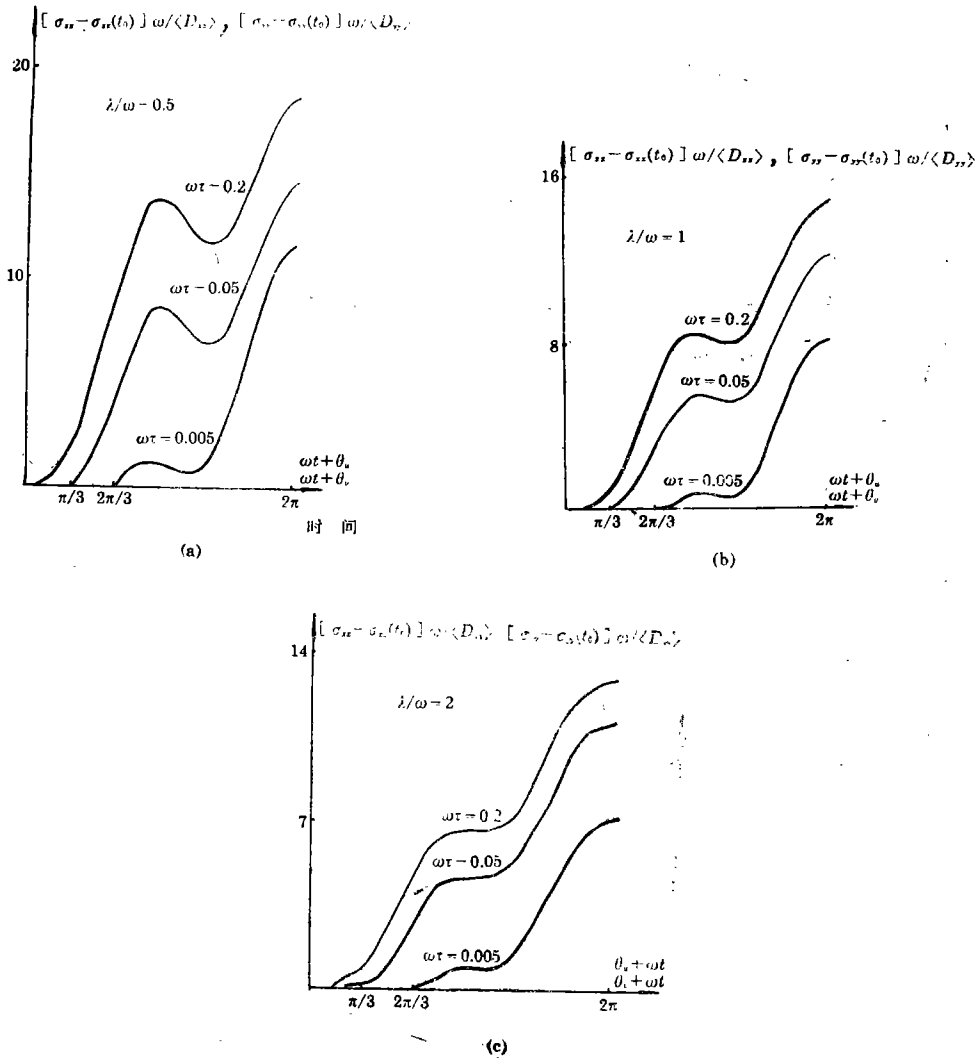 [ σxx−σxx(t₀) ] ω/⟨Dxx⟩ , [ σyy−σyy(t₀) ] ω/⟨Dyy⟩
20
λ/ω−0.5
ωτ−0.2
ωτ−0.05
10
ωτ=0.005
ωt+θu
ωt+θv
π/3
2π/3
2π
时 间
(a)
[ σxx−σxx(t₀) ] ω/⟨Dxx⟩ , [ σyy−σyy(t₀) ] ω/⟨Dyy⟩
16
λ/ω=1
ωτ=0.2
8
ωτ=0.05
ωτ=0.005
ωt+θu
ωt+θv
π/3
2π/3
2π
(b)
[ σxx−σxx(t₀) ] ω/⟨Dxx⟩ [ σyy−σyy(t₀) ] ω/⟨Dyy⟩
14
λ/ω=2
7
ωτ=0.2
ωτ−0.05
ωτ=0.005
θu+ωt
θv+ωt
π/3
2π/3
2π
(c)